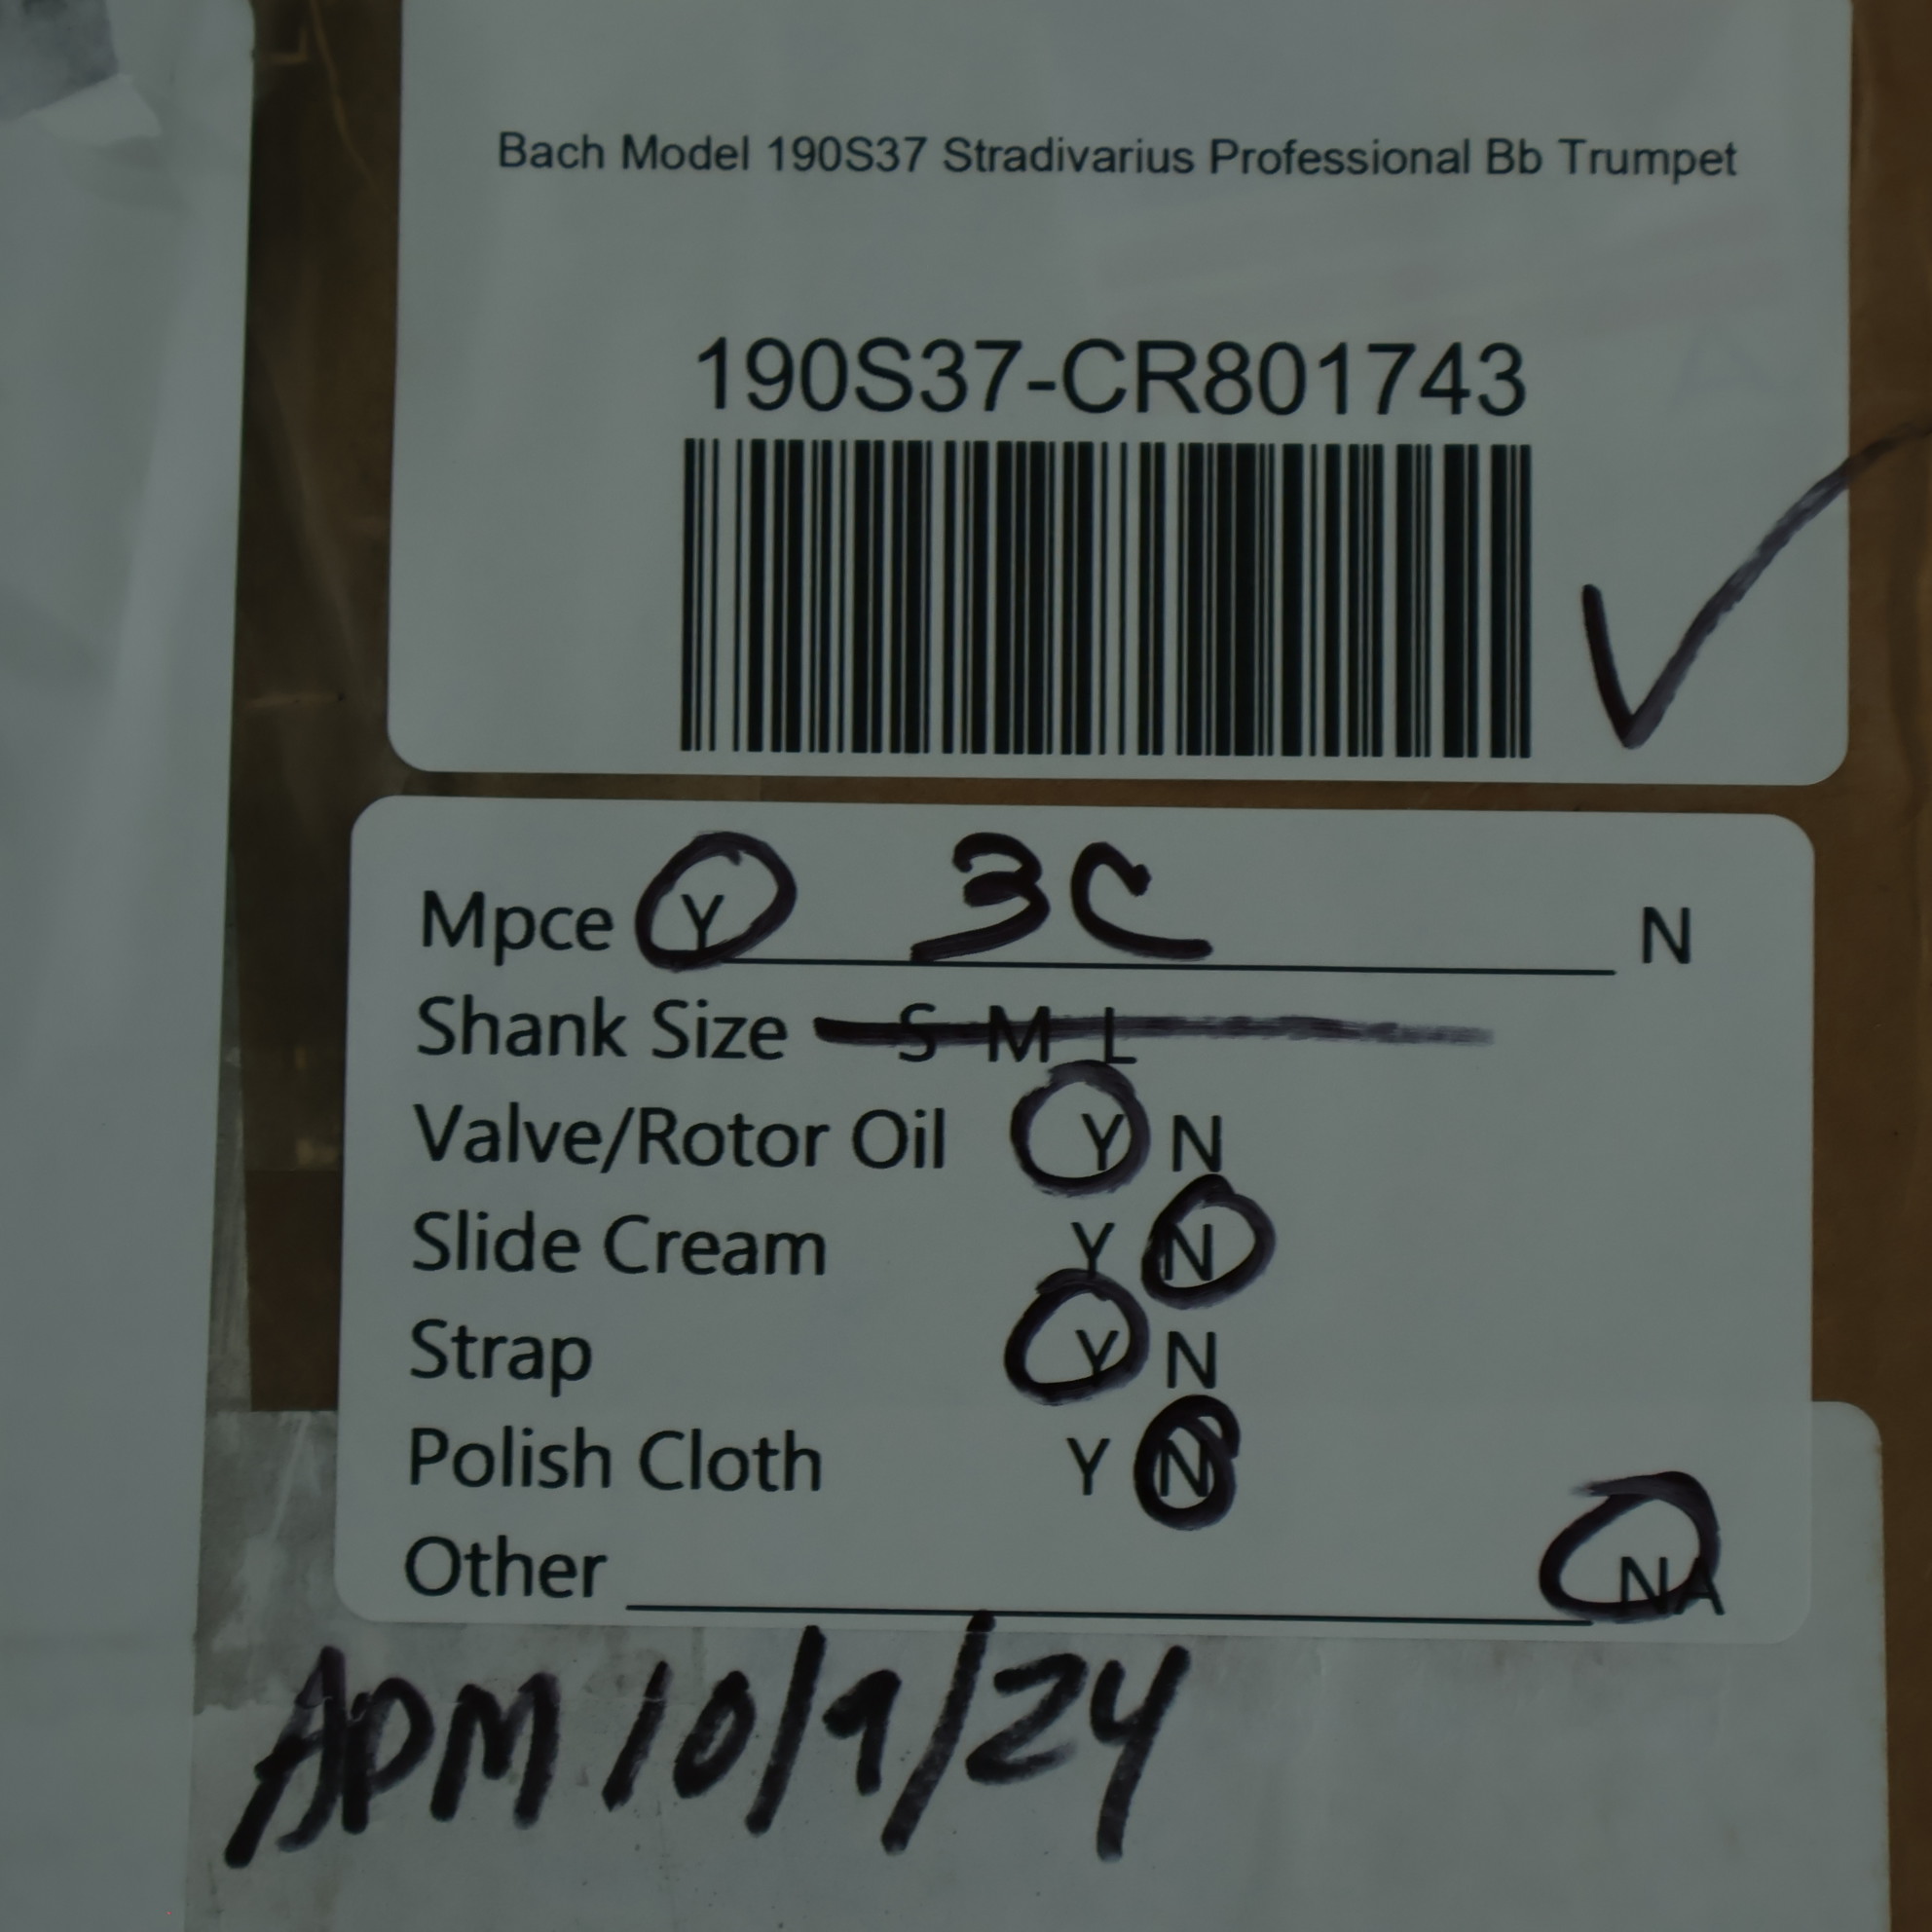 Bach Model 190S37 Stradivarius Professional Bb Trumpet
190S37-CR801743
Mpce Y 3C N
Shank Size S M L
Valve/Rotor Oil Y N
Slide Cream Y N
Strap Y N
Polish Cloth Y N
Other NA
ADM 10/9/24